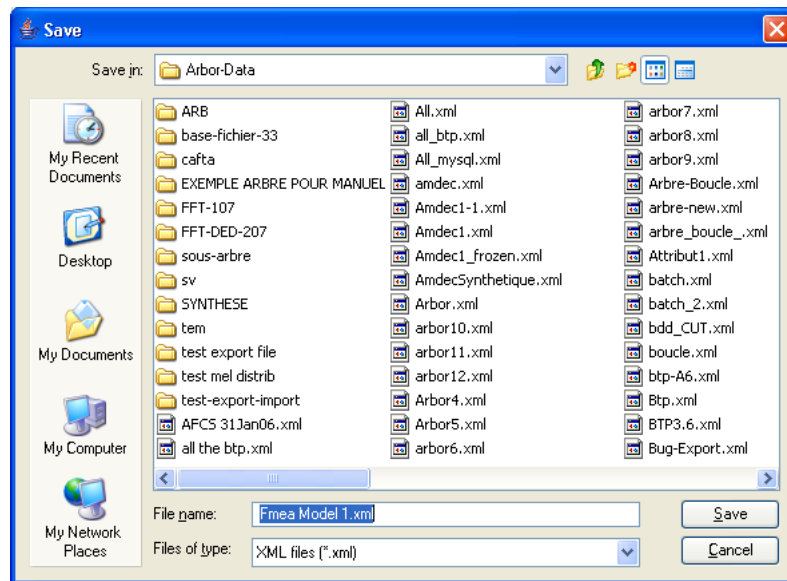 Save
Save in:
Arbor-Data
My Recent
Documents
Desktop
My Documents
My Computer
My Network
Places
ARB
base-fichier-33
cafta
EXEMPLE ARBRE POUR MANUEL
FFT-107
FFT-DED-207
sous-arbre
sv
SYNTHESE
tem
test export file
test mel distrib
test-export-import
AFCS 31Jan06.xml
all the btp.xml
All.xml
all_btp.xml
All_mysql.xml
amdec.xml
Amdec1-1.xml
Amdec1.xml
Amdec1_frozen.xml
AmdecSynthetique.xml
Arbor.xml
arbor10.xml
arbor11.xml
arbor12.xml
Arbor4.xml
Arbor5.xml
arbor6.xml
arbor7.xml
arbor8.xml
arbor9.xml
Arbre-Boucle.xml
arbre-new.xml
arbre_boucle_.xml
Attribut1.xml
batch.xml
batch_2.xml
bdd_CUT.xml
boucle.xml
btp-A6.xml
Btp.xml
BTP3.6.xml
Bug-Export.xml
File name:
Fmea Model 1.xml
Save
Files of type:
XML files (*.xml)
Cancel